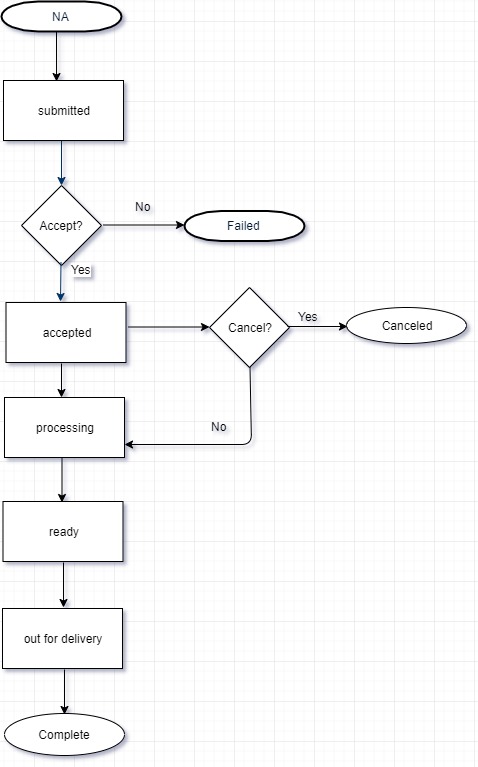 NA
submitted
Accept?
No
Failed
Yes
accepted
Cancel?
Yes
Canceled
processing
No
ready
out for delivery
Complete